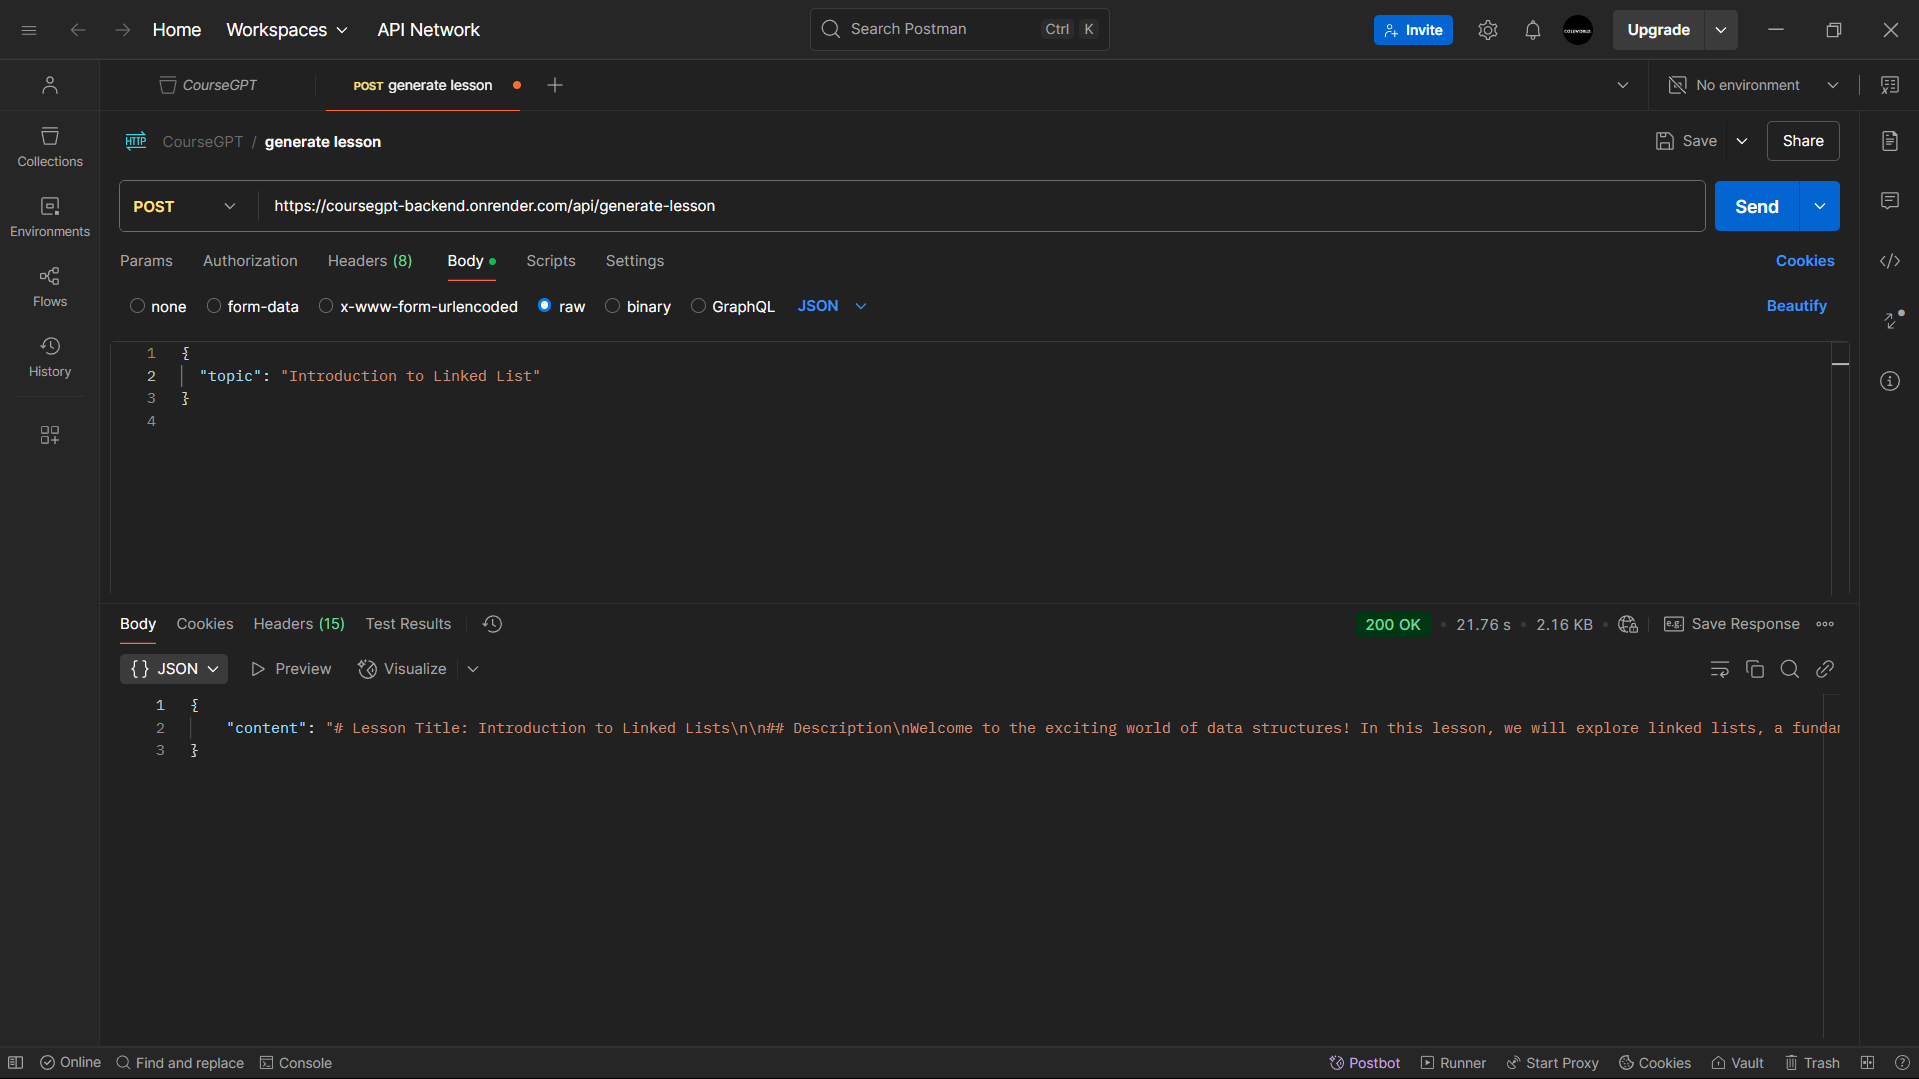 Home Workspaces API Network Search Postman Ctrl K Invite COLEWORLD. Upgrade
CourseGPT POST generate lesson No environment
HTTP CourseGPT / generate lesson Save Share
Collections
Environments
Flows
History
POST https://coursegpt-backend.onrender.com/api/generate-lesson Send
Params Authorization Headers (8) Body Scripts Settings Cookies
none form-data x-www-form-urlencoded raw binary GraphQL JSON Beautify
1 {
2 "topic": "Introduction to Linked List"
3 }
4
Body Cookies Headers (15) Test Results 200 OK • 21.76 s • 2.16 KB • e.g. Save Response
{} JSON Preview Visualize
1 {
2 "content": "# Lesson Title: Introduction to Linked Lists\n\n## Description\nWelcome to the exciting world of data structures! In this lesson, we will explore linked lists, a fundar
3 }
Online Find and replace Console Postbot Runner Start Proxy Cookies Vault Trash